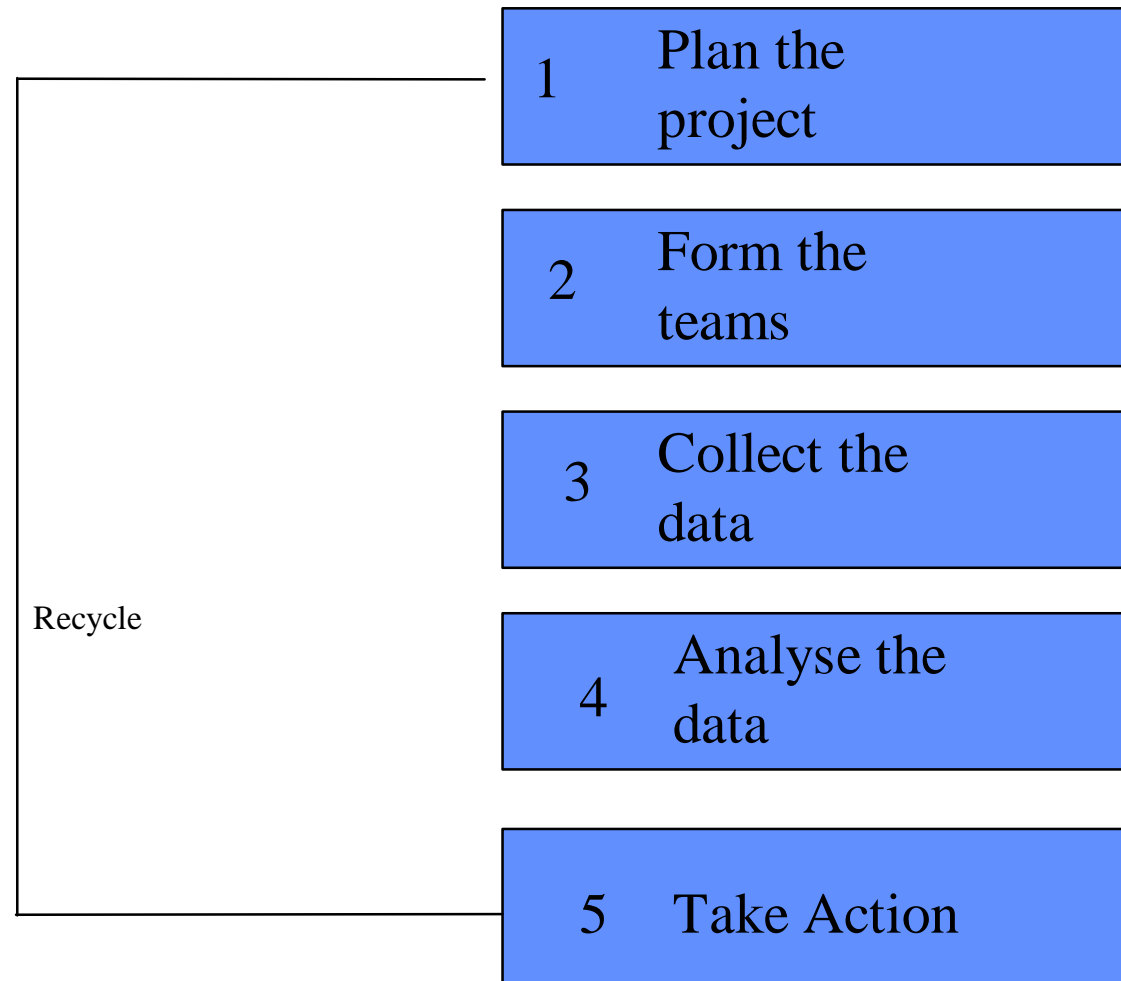 1 Plan the
project
2 Form the
teams
3 Collect the
data
Recycle
4 Analyse the
data
5 Take Action